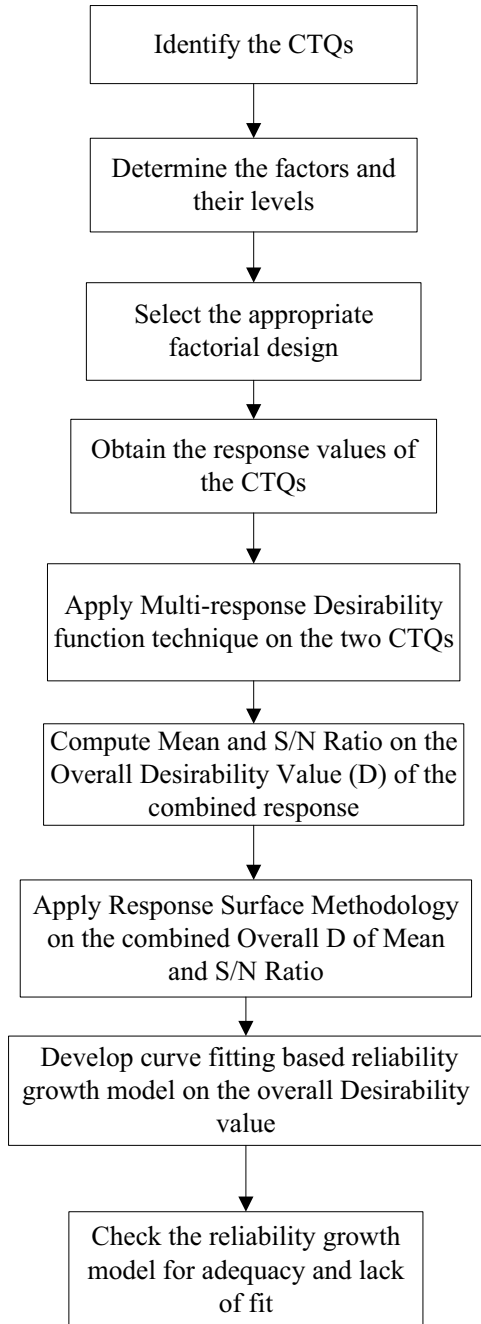 Identify the CTQs
Determine the factors and
their levels
Select the appropriate
factorial design
Obtain the response values of
the CTQs
Apply Multi-response Desirability
function technique on the two CTQs
Compute Mean and S/N Ratio on the
Overall Desirability Value (D) of the
combined response
Apply Response Surface Methodology
on the combined Overall D of Mean
and S/N Ratio
Develop curve fitting based reliability
growth model on the overall Desirability
value
Check the reliability growth
model for adequacy and lack
of fit